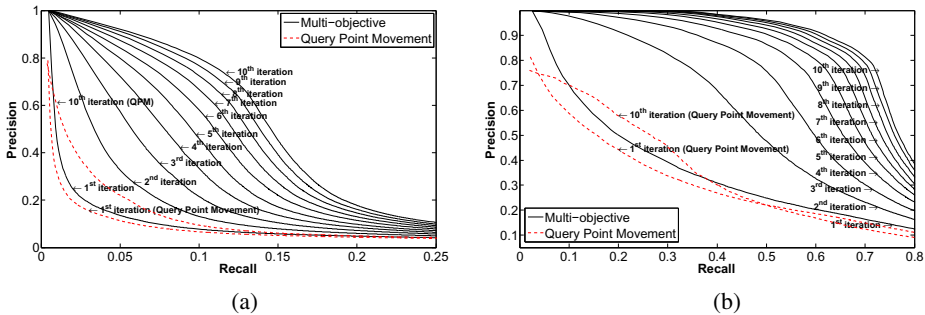 1
0.8
0.6
0.4
0.2
0
Precision
0
0.05
0.1
0.15
0.2
0.25
Recall
Multi−objective
Query Point Movement
←10th iteration
←9th iteration
←8th iteration
←7th iteration
←6th iteration
←5th iteration
←4th iteration
←3rd iteration
←2nd iteration
←1st iteration
←10th iteration (QPM)
←1st iteration (Query Point Movement)
(a)
0.9
0.8
0.7
0.6
0.5
0.4
0.3
0.2
0.1
Precision
0
0.1
0.2
0.3
0.4
0.5
0.6
0.7
0.8
Recall
10th iteration→
9th iteration→
8th iteration→
7th iteration→
6th iteration→
5th iteration→
4th iteration→
3rd iteration→
2nd iteration→
1st iteration→
←10th iteration (Query Point Movement)
←1st iteration (Query Point Movement)
Multi−objective
Query Point Movement
(b)